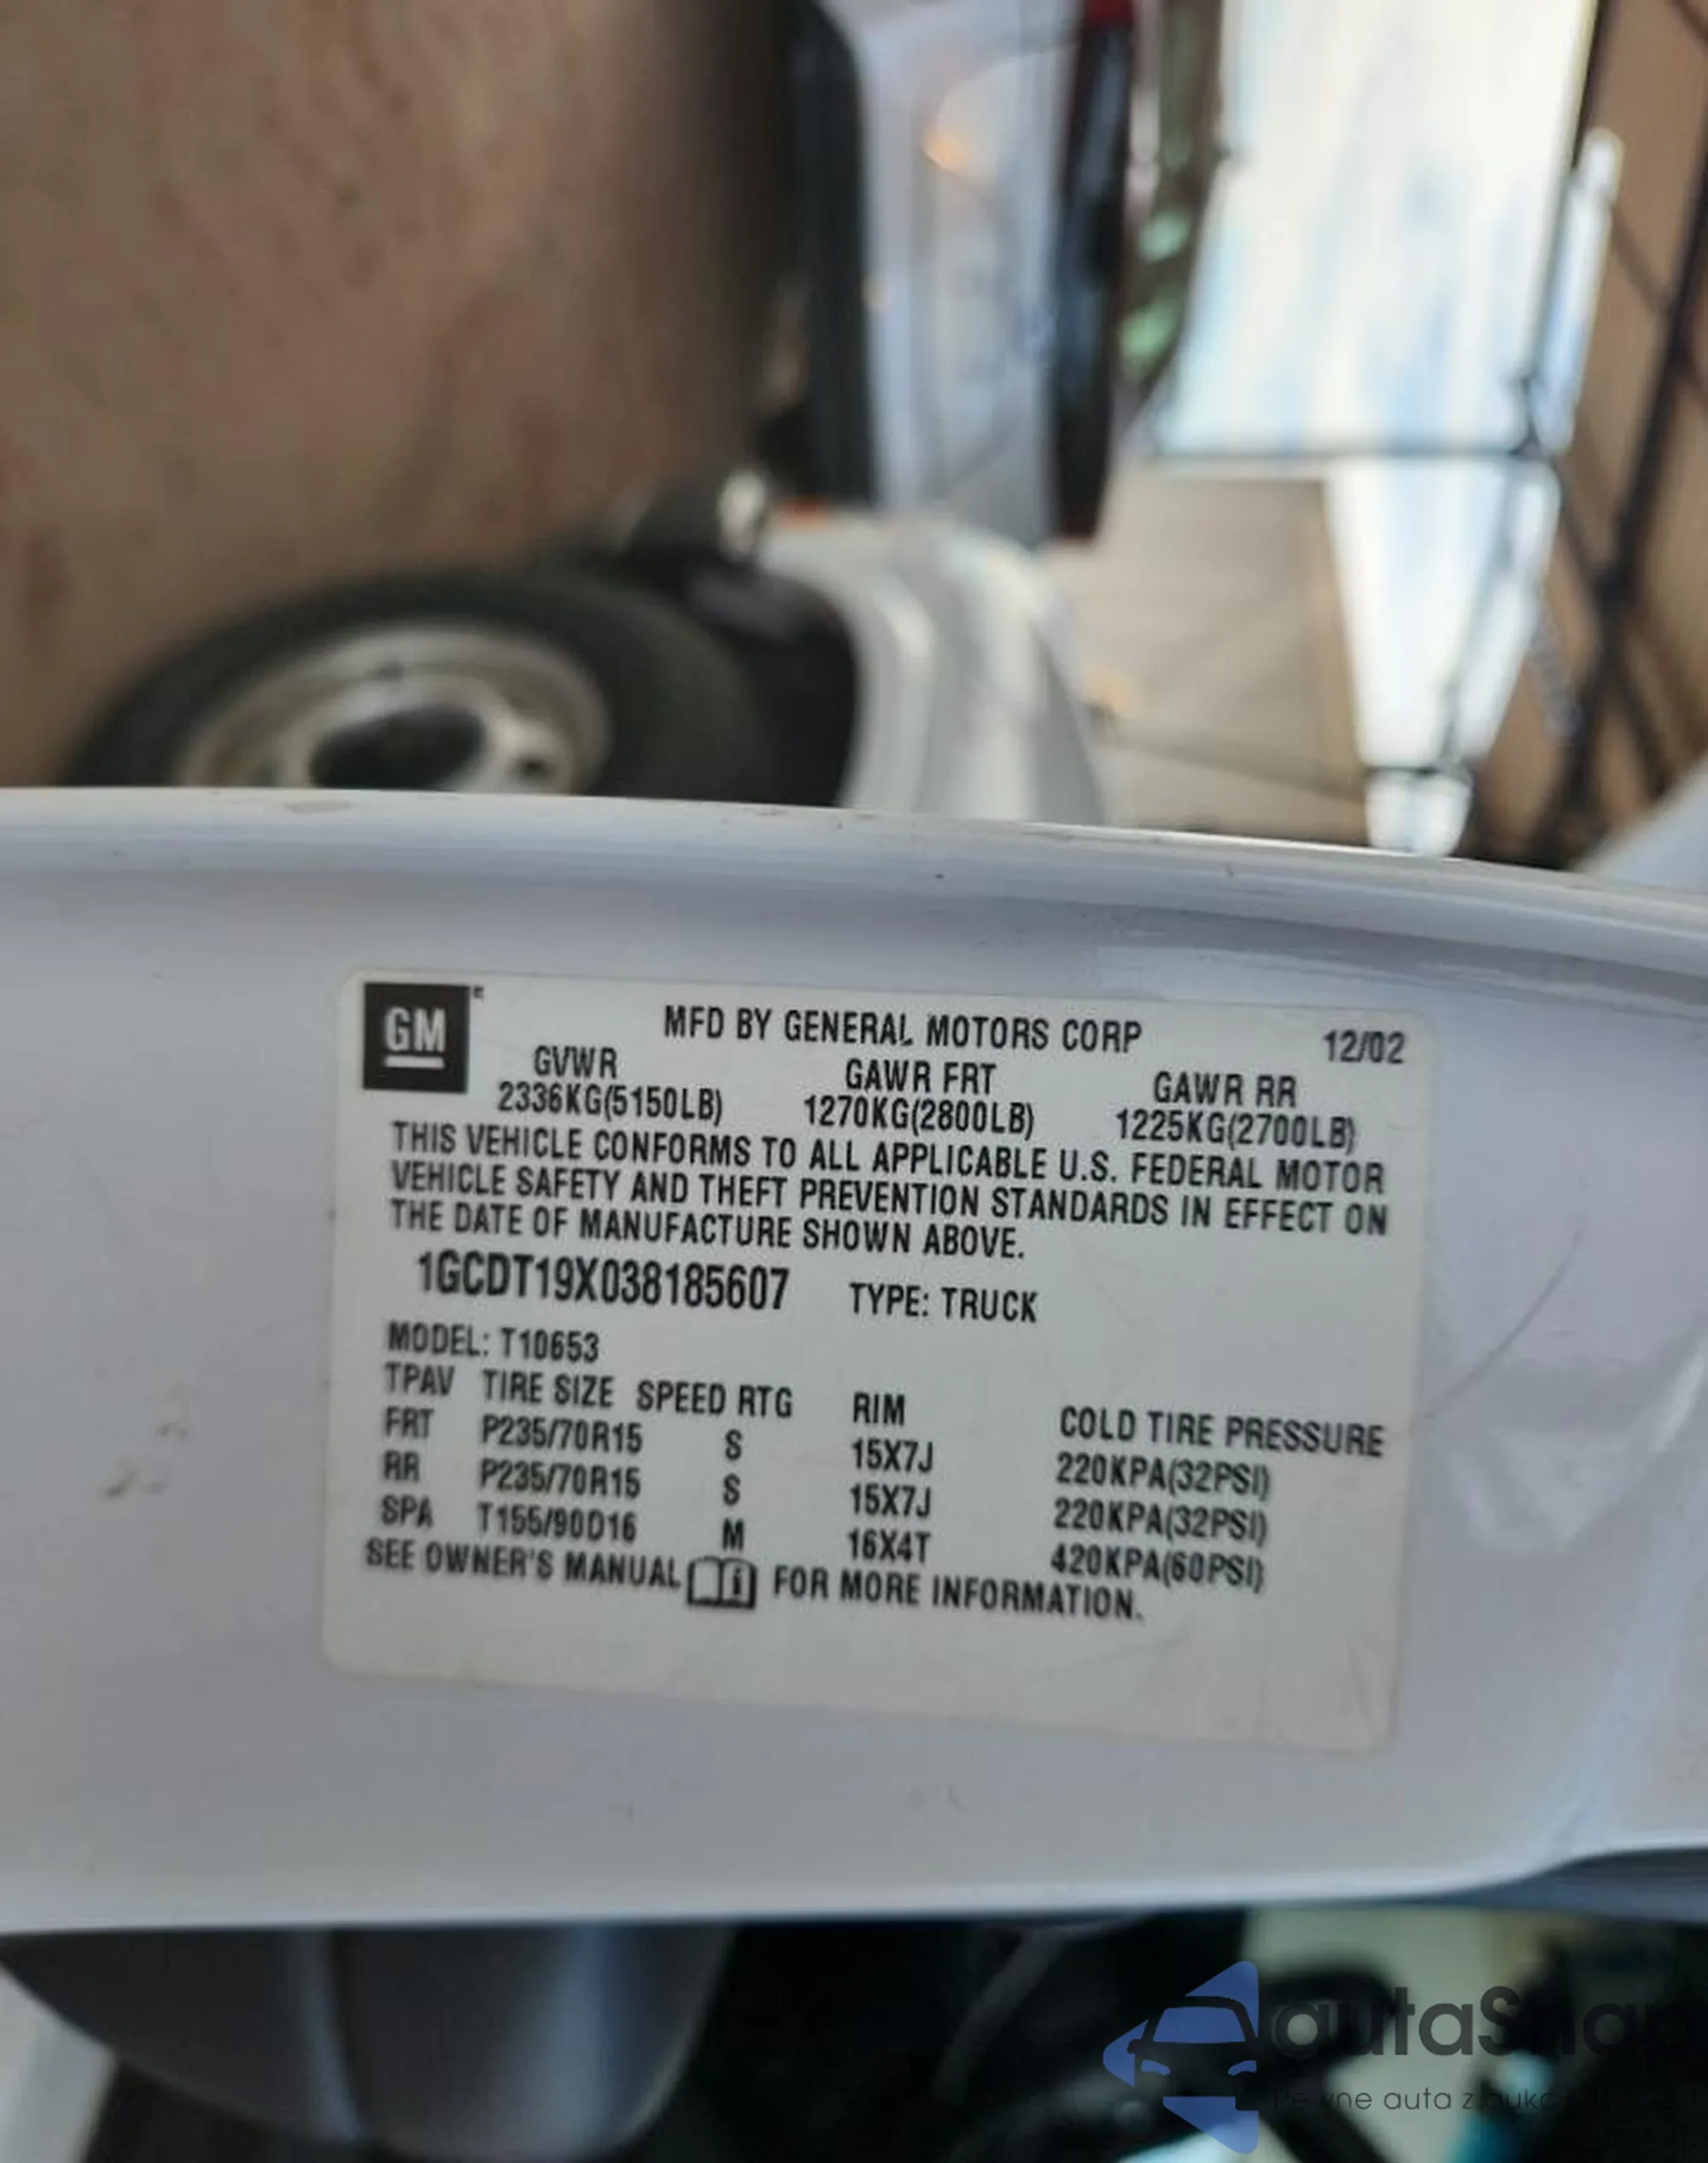 GM
MFD BY GENERAL MOTORS CORP 12/02
GVWR GAWR FRT GAWR RR
2336KG(5150LB) 1270KG(2800LB) 1225KG(2700LB)
THIS VEHICLE CONFORMS TO ALL APPLICABLE U.S. FEDERAL MOTOR
VEHICLE SAFETY AND THEFT PREVENTION STANDARDS IN EFFECT ON
THE DATE OF MANUFACTURE SHOWN ABOVE.
1GCDT19X038185607 TYPE: TRUCK
MODEL: T10653
TPAV TIRE SIZE SPEED RTG RIM COLD TIRE PRESSURE
FRT P235/70R15 S 15X7J 220KPA(32PSI)
RR P235/70R15 S 15X7J 220KPA(32PSI)
SPA T155/90D16 M 16X4T 420KPA(60PSI)
SEE OWNER'S MANUAL FOR MORE INFORMATION.
Pewne auta z